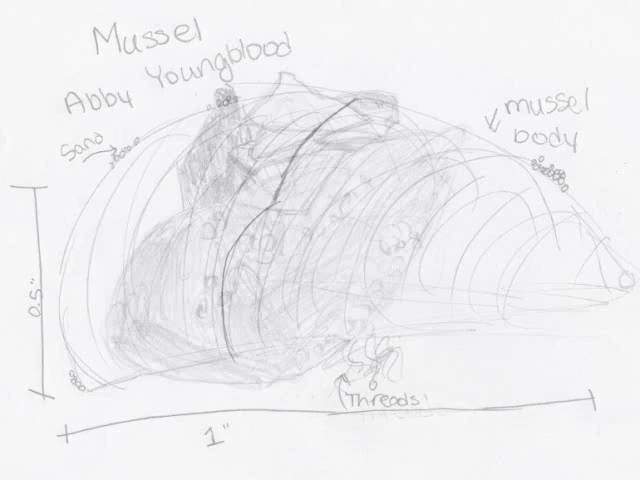 Mussel
Abby Youngblood
Sand
mussel
body
0.5"
Threads:
1"